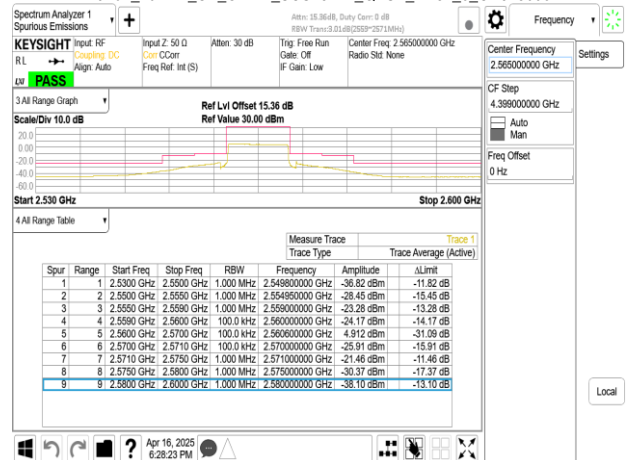 Spectrum Analyzer 1
Spurious Emissions
Attn: 15.36dB, Duty Corr: 0 dB
RBW Trans:3.01dB(2559~2571MHz)
Frequency
Settings
KEYSIGHT
RL
LXI
PASS
Input: RF
Coupling: DC
Align: Auto
Input Z: 50 Ω
Corr CCorr
Freq Ref: Int (S)
Atten: 30 dB
Trig: Free Run
Gate: Off
IF Gain: Low
Center Freq: 2.565000000 GHz
Radio Std: None
Center Frequency
2.565000000 GHz
CF Step
4.399000000 GHz
Auto
Man
Freq Offset
0 Hz
Local
3 All Range Graph
Scale/Div 10.0 dB
Ref Lvl Offset 15.36 dB
Ref Value 30.00 dBm
20.0
0.00
-20.0
-40.0
-60.0
Start 2.530 GHz
Stop 2.600 GHz
4 All Range Table
Measure Trace Trace 1
Trace Type Trace Average (Active)
Spur Range Start Freq Stop Freq RBW Frequency Amplitude ΔLimit
1 1 2.5300 GHz 2.5500 GHz 1.000 MHz 2.549800000 GHz -36.82 dBm -11.82 dB
2 2 2.5500 GHz 2.5550 GHz 1.000 MHz 2.554950000 GHz -28.45 dBm -15.45 dB
3 3 2.5550 GHz 2.5590 GHz 1.000 MHz 2.559000000 GHz -23.28 dBm -13.28 dB
4 4 2.5590 GHz 2.5600 GHz 100.0 kHz 2.560000000 GHz -24.17 dBm -14.17 dB
5 5 2.5600 GHz 2.5700 GHz 100.0 kHz 2.560600000 GHz 4.912 dBm -31.09 dB
6 6 2.5700 GHz 2.5710 GHz 100.0 kHz 2.570000000 GHz -25.91 dBm -15.91 dB
7 7 2.5710 GHz 2.5750 GHz 1.000 MHz 2.571000000 GHz -21.46 dBm -11.46 dB
8 8 2.5750 GHz 2.5800 GHz 1.000 MHz 2.575000000 GHz -30.37 dBm -17.37 dB
9 9 2.5800 GHz 2.6000 GHz 1.000 MHz 2.580000000 GHz -38.10 dBm -13.10 dB
Apr 16, 2025
6:28:23 PM